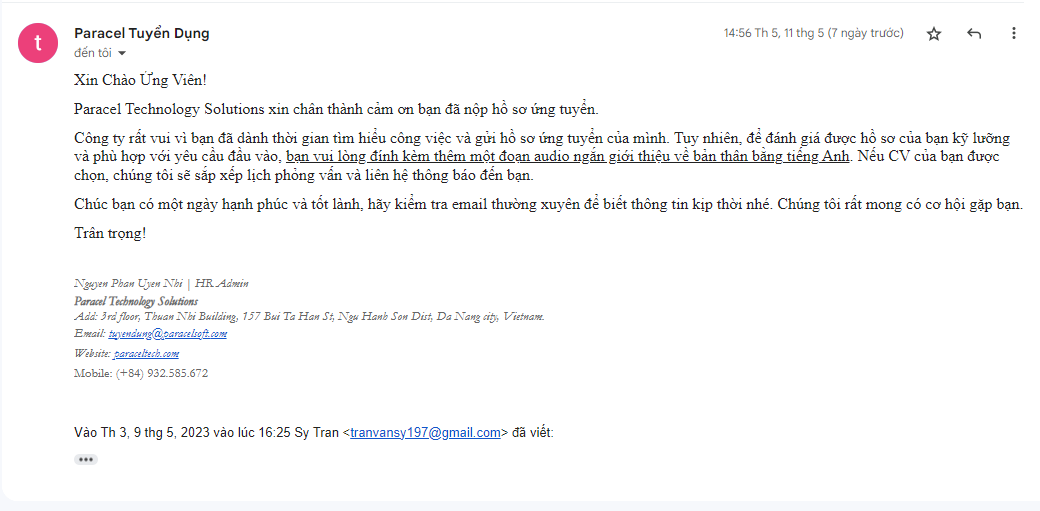 t
Paracel Tuyển Dụng
14:56 Th 5, 11 thg 5 (7 ngày trước)
đến tôi
Xin Chào Ứng Viên!
Paracel Technology Solutions xin chân thành cảm ơn bạn đã nộp hồ sơ ứng tuyển.
Công ty rất vui vì bạn đã dành thời gian tìm hiểu công việc và gửi hồ sơ ứng tuyển của mình. Tuy nhiên, để đánh giá được hồ sơ của bạn kỹ lưỡng
và phù hợp với yêu cầu đầu vào, bạn vui lòng đính kèm thêm một đoạn audio ngắn giới thiệu về bản thân bằng tiếng Anh. Nếu CV của bạn được
chọn, chúng tôi sẽ sắp xếp lịch phỏng vấn và liên hệ thông báo đến bạn.
Chúc bạn có một ngày hạnh phúc và tốt lành, hãy kiểm tra email thường xuyên để biết thông tin kịp thời nhé. Chúng tôi rất mong có cơ hội gặp bạn.
Trân trọng!
Nguyen Phan Uyen Nhi | HR Admin
Paracel Technology Solutions
Add: 3rd floor, Thuan Nhi Building, 157 Bui Ta Han St, Ngu Hanh Son Dist, Da Nang city, Vietnam.
Email: tuyendung@paracelsoft.com
Website: paraceltech.com
Mobile: (+84) 932.585.672
Vào Th 3, 9 thg 5, 2023 vào lúc 16:25 Sy Tran <tranvansy197@gmail.com> đã viết: